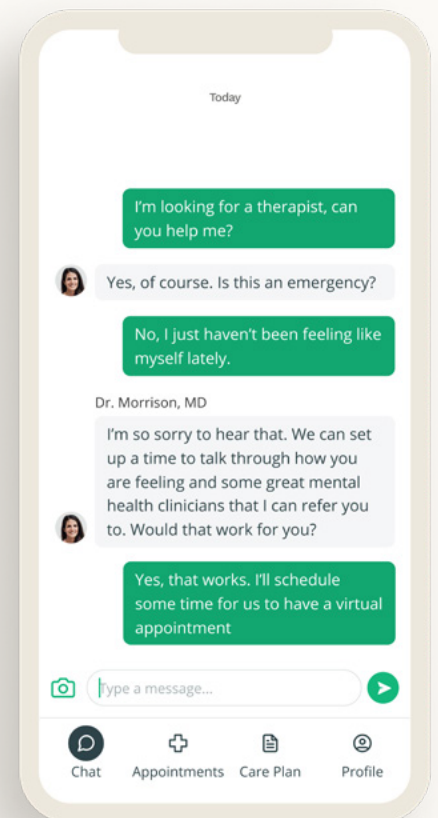 Today
I'm looking for a therapist, can
you help me?
Yes, of course. Is this an emergency?
No, I just haven't been feeling like
myself lately.
Dr. Morrison, MD
I'm so sorry to hear that. We can set
up a time to talk through how you
are feeling and some great mental
health clinicians that I can refer you
to. Would that work for you?
Yes, that works. I'll schedule
some time for us to have a virtual
appointment
Type a message...
Chat Appointments Care Plan Profile